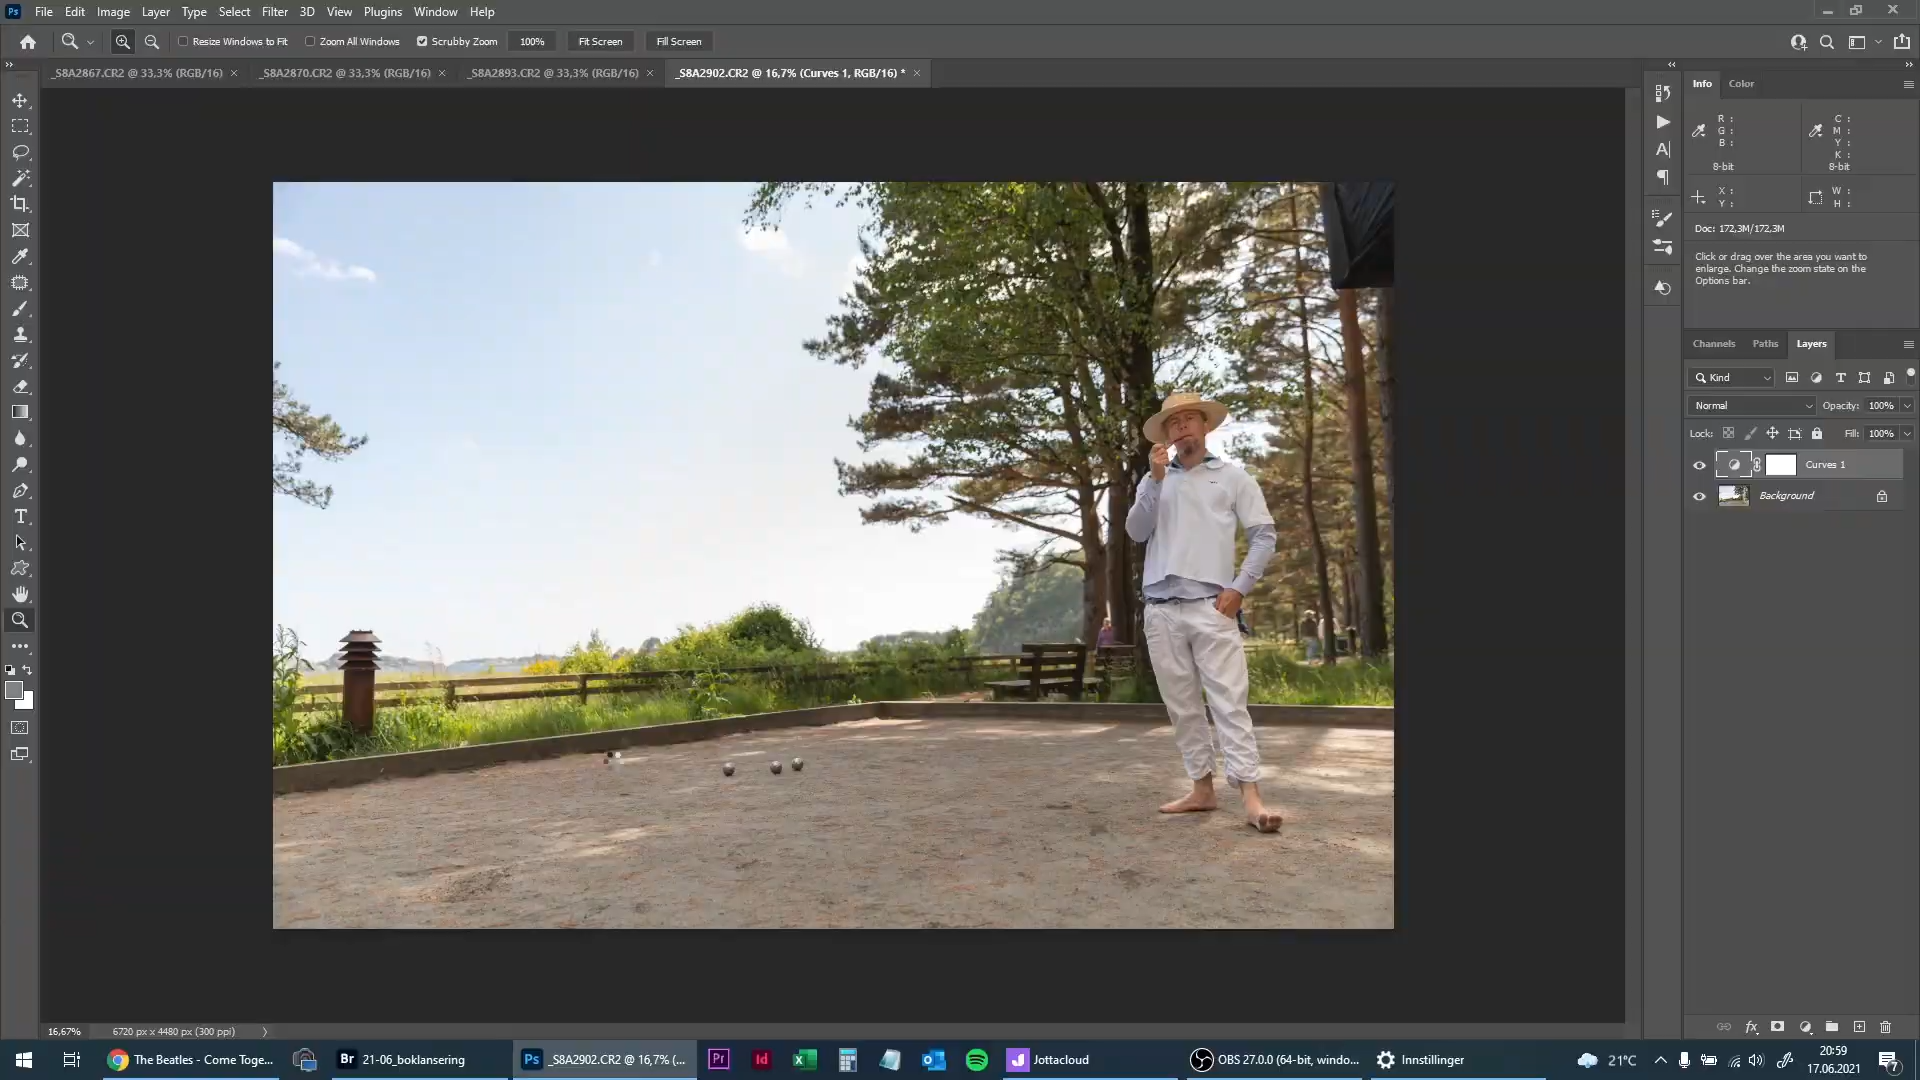 Ps File Edit Image Layer Type Select Filter 3D View Plugins Window Help
Resize Windows to Fit Zoom All Windows Scrubby Zoom 100% Fit Screen Fill Screen
_S8A2867.CR2 @ 33,3% (RGB/16) × _S8A2870.CR2 @ 33,3% (RGB/16) × _S8A2893.CR2 @ 33,3% (RGB/16) × _S8A2902.CR2 @ 16,7% (Curves 1, RGB/16) * ×
Info Color
R : C :
G : M :
B : Y :
K :
8-bit 8-bit
X : W :
Y : H :
Doc: 172,3M/172,3M
Click or drag over the area you want to
enlarge. Change the zoom state on the
Options bar.
Channels Paths Layers
Kind
Normal Opacity: 100%
Lock: Fill: 100%
Curves 1
Background
16,67% 6720 px x 4480 px (300 ppi)
The Beatles - Come Toge... Br 21-06_boklansering Ps _S8A2902.CR2 @ 16,7% (... Pr Id J Jottacloud OBS 27.0.0 (64-bit, windo... Innstillinger 21°C
20:59
17.06.2021
7